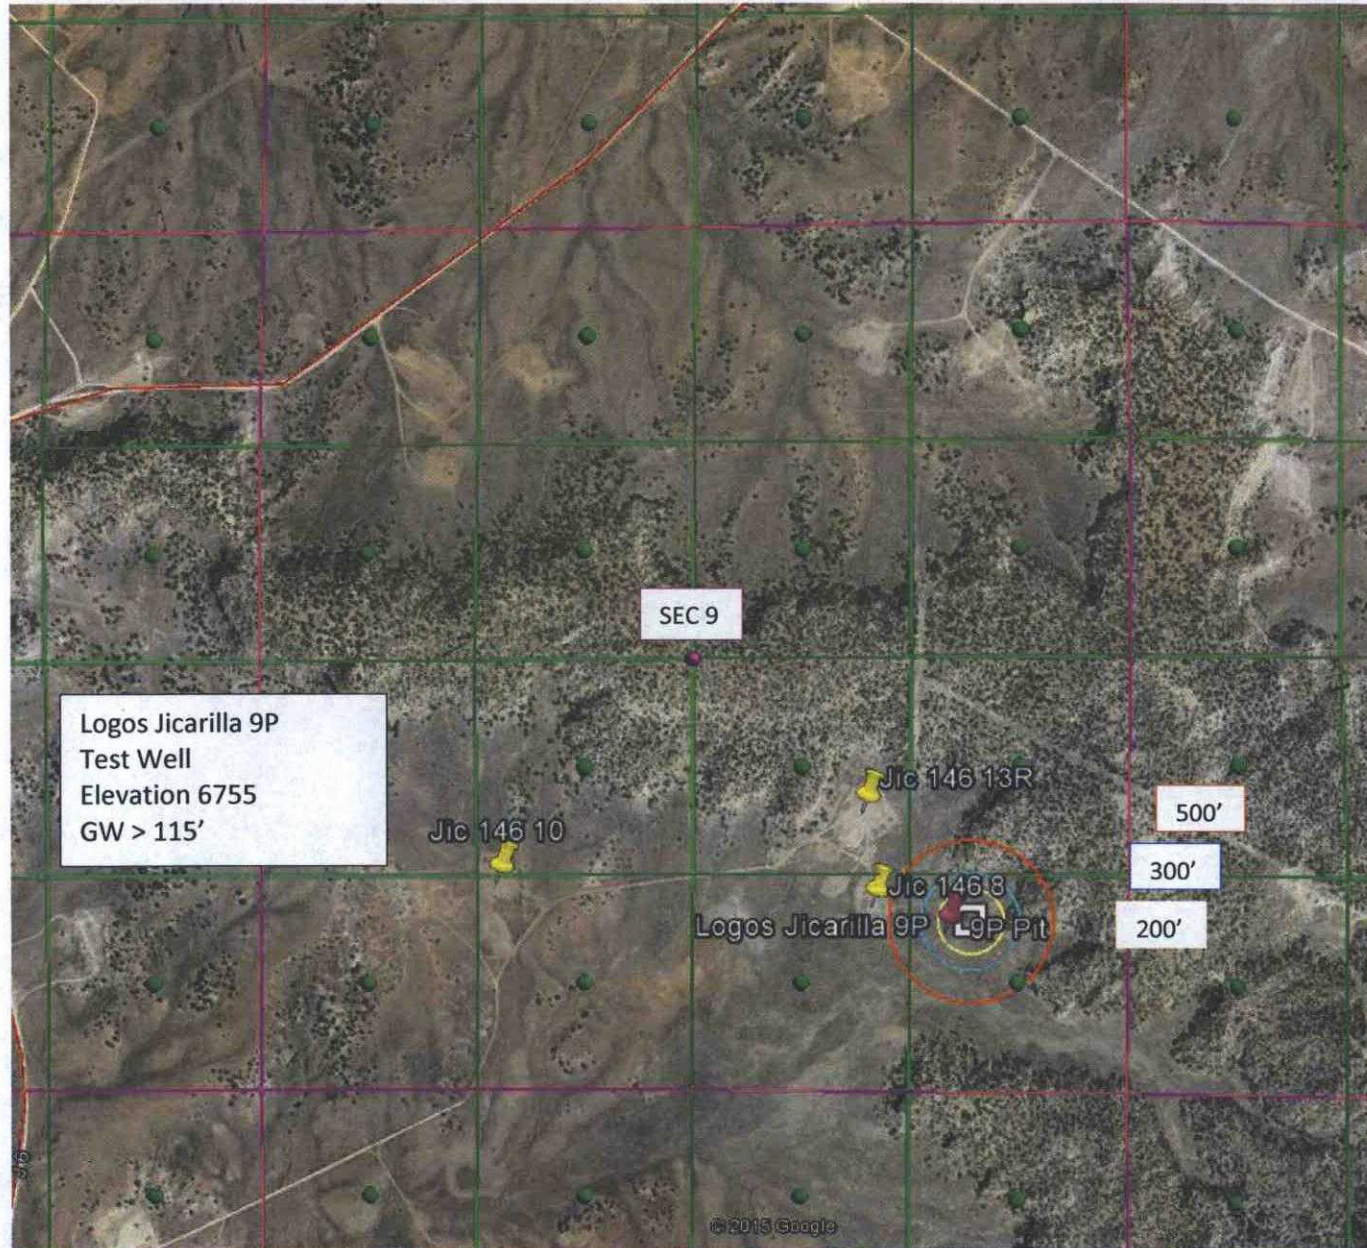 SEC 9
Logos Jicarilla 9P
Test Well
Elevation 6755
GW > 115’
Jic 146 13R
500’
Jic 146 10
300’
Jic 146 8
Logos Jicarilla 9P
9P Pit
200’
© 2015 Google